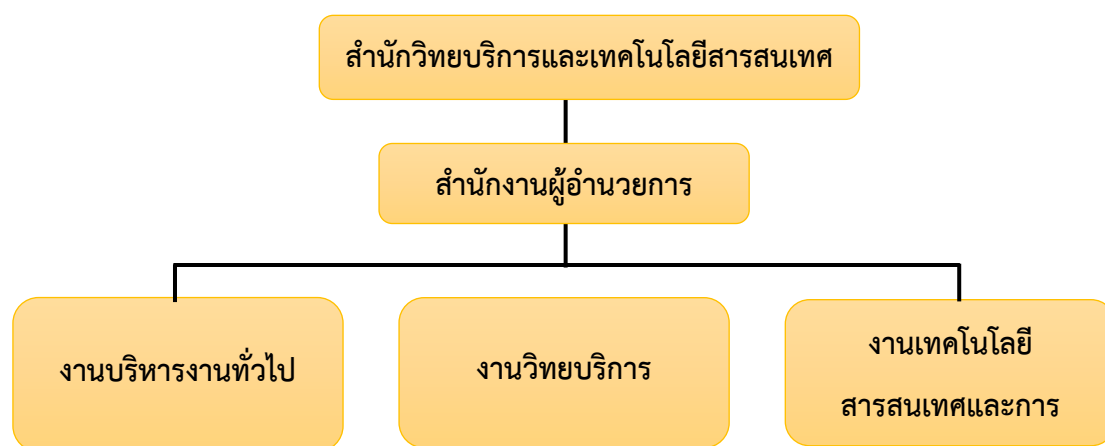 สำนักวิทยบริการและเทคโนโลยีสารสนเทศ
สำนักงานผู้อำนวยการ
งานบริหารงานทั่วไป
งานวิทยบริการ
งานเทคโนโลยี
สารสนเทศและการ